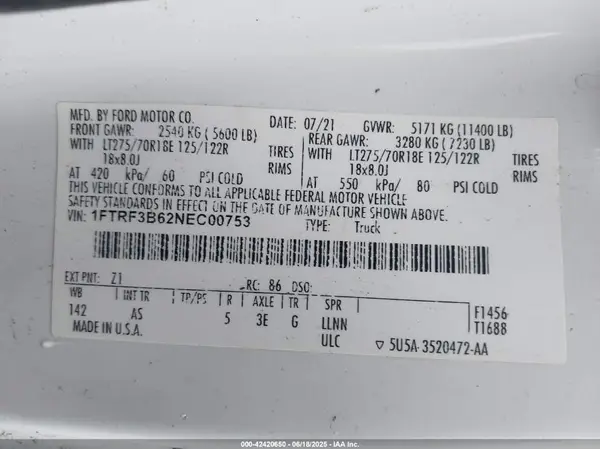 MFD. BY FORD MOTOR CO.
DATE: 07/21 GVWR: 5171 KG (11400 LB)
FRONT GAWR: 2540 KG (5600 LB) REAR GAWR: 3280 KG (7230 LB)
WITH LT275/70R18E 125/122R TIRES WITH LT275/70R18E 125/122R TIRES
18x8.0J RIMS 18x8.0J RIMS
AT 420 kPa/ 60 PSI COLD AT 550 kPa/ 80 PSI COLD
THIS VEHICLE CONFORMS TO ALL APPLICABLE FEDERAL MOTOR VEHICLE
SAFETY STANDARDS IN EFFECT ON THE DATE OF MANUFACTURE SHOWN ABOVE.
VIN: 1FTRF3B62NEC00753 TYPE: Truck
EXT PNT: Z1 RC: 86 DSO:
WB INT TR TP/PS R AXLE TR SPR F1456
142 AS 5 3E G LLNN T1688
MADE IN U.S.A. ULC ▽ 5U5A-3520472-AA
000-42420650 - 06/18/2025 - IAA Inc.